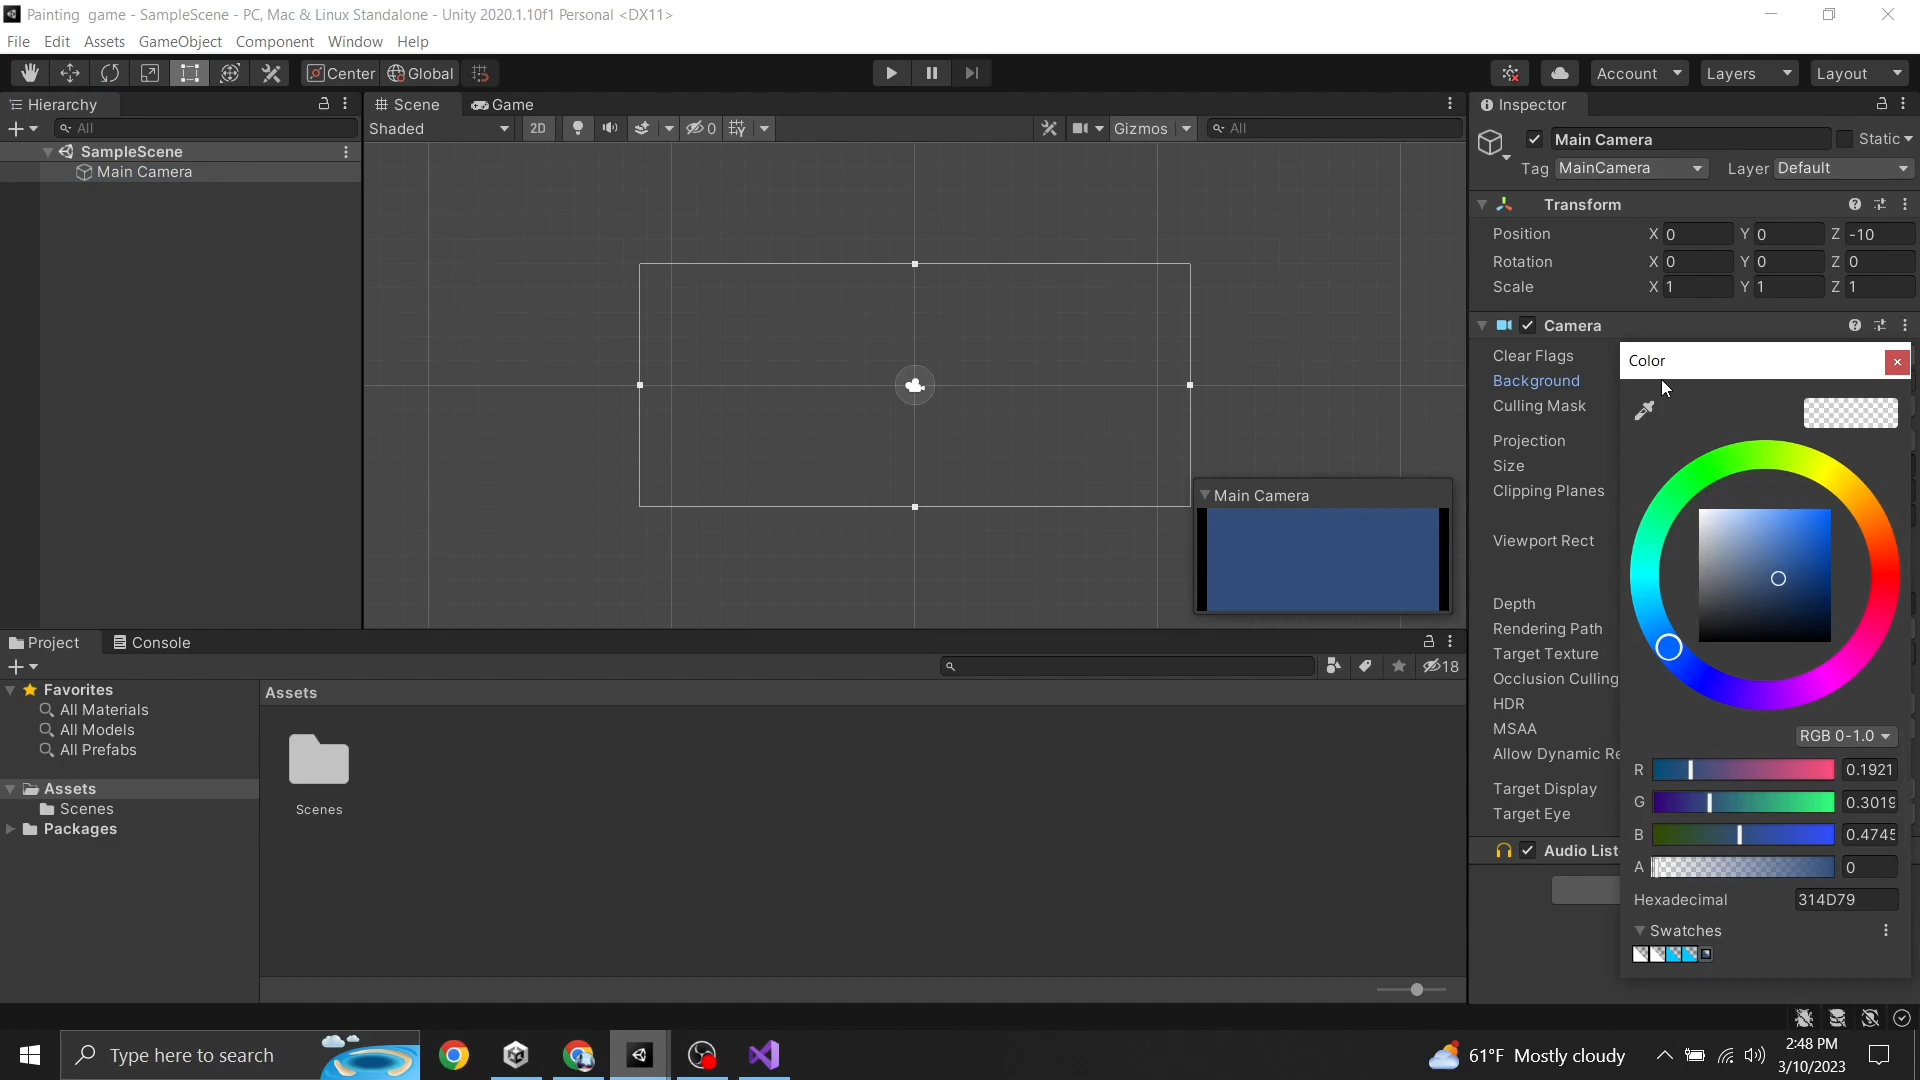 Painting game - SampleScene - PC, Mac & Linux Standalone - Unity 2020.1.10f1 Personal <DX11>
File Edit Assets GameObject Component Window Help
Center Global Account Layers Layout
Hierarchy
All
SampleScene
Main Camera
Scene Game
Shaded 2D 0 Gizmos All
Main Camera
Inspector
Main Camera Static
Tag MainCamera Layer Default
Transform
Position X 0 Y 0 Z -10
Rotation X 0 Y 0 Z 0
Scale X 1 Y 1 Z 1
Camera
Clear Flags
Background
Culling Mask
Projection
Size
Clipping Planes
Viewport Rect
Depth
Rendering Path
Target Texture
Occlusion Culling
HDR
MSAA
Allow Dynamic Re
Target Display
Target Eye
Audio List
Color
RGB 0-1.0
R 0.1921
G 0.3019
B 0.4745
A 0
Hexadecimal 314D79
Swatches
Project Console
18
Favorites
All Materials
All Models
All Prefabs
Assets
Scenes
Packages
Assets
Scenes
Type here to search
61°F Mostly cloudy
2:48 PM
3/10/2023